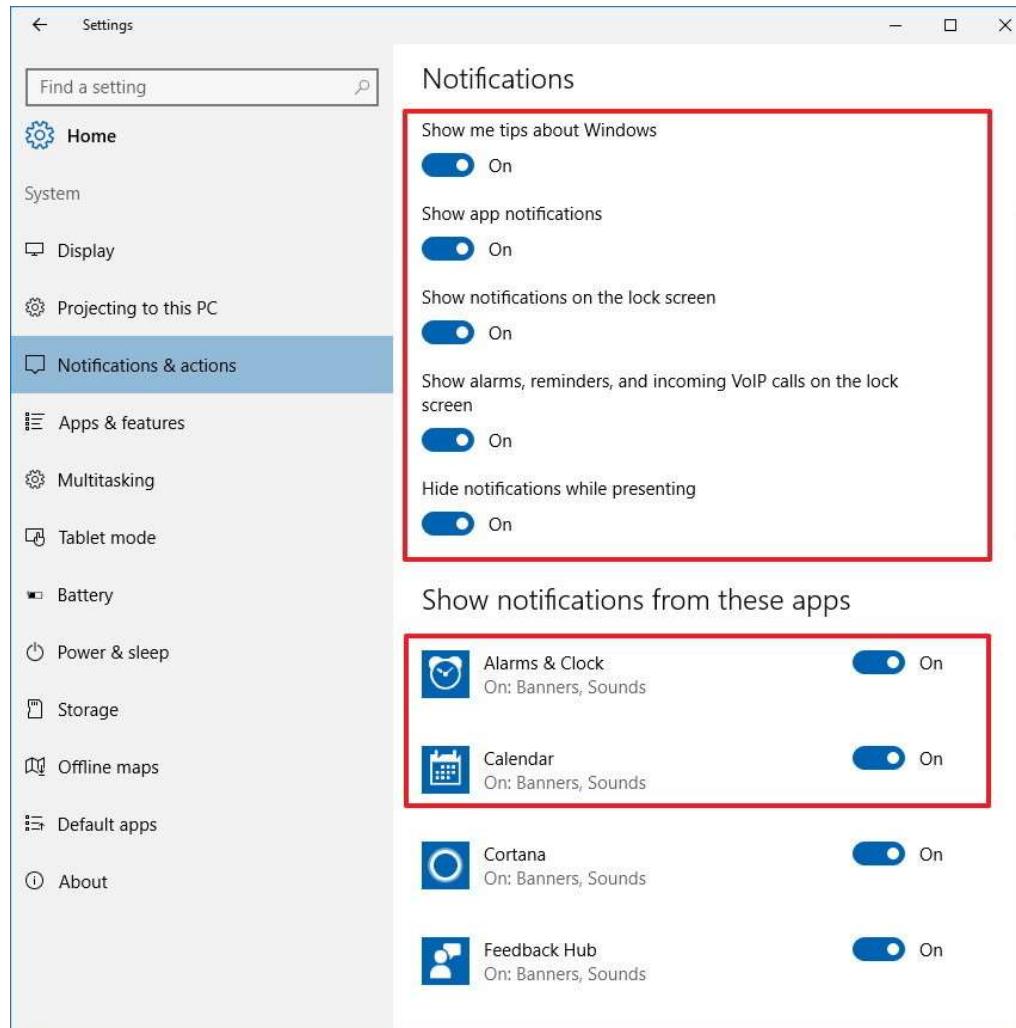 Settings
Find a setting
Home
System
Display
Projecting to this PC
Notifications & actions
Apps & features
Multitasking
Tablet mode
Battery
Power & sleep
Storage
Offline maps
Default apps
About
Notifications
Show me tips about Windows
On
Show app notifications
On
Show notifications on the lock screen
On
Show alarms, reminders, and incoming VoIP calls on the lock
screen
On
Hide notifications while presenting
On
Show notifications from these apps
Alarms & Clock
On
On: Banners, Sounds
Calendar
On
On: Banners, Sounds
Cortana
On
On: Banners, Sounds
Feedback Hub
On
On: Banners, Sounds